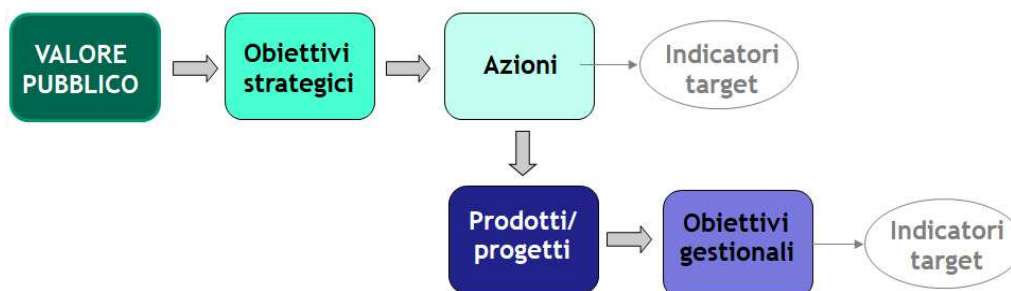 VALORE
PUBBLICO
Obiettivi
strategici
Azioni
Indicatori
target
Prodotti/
progetti
Obiettivi
gestionali
Indicatori
target